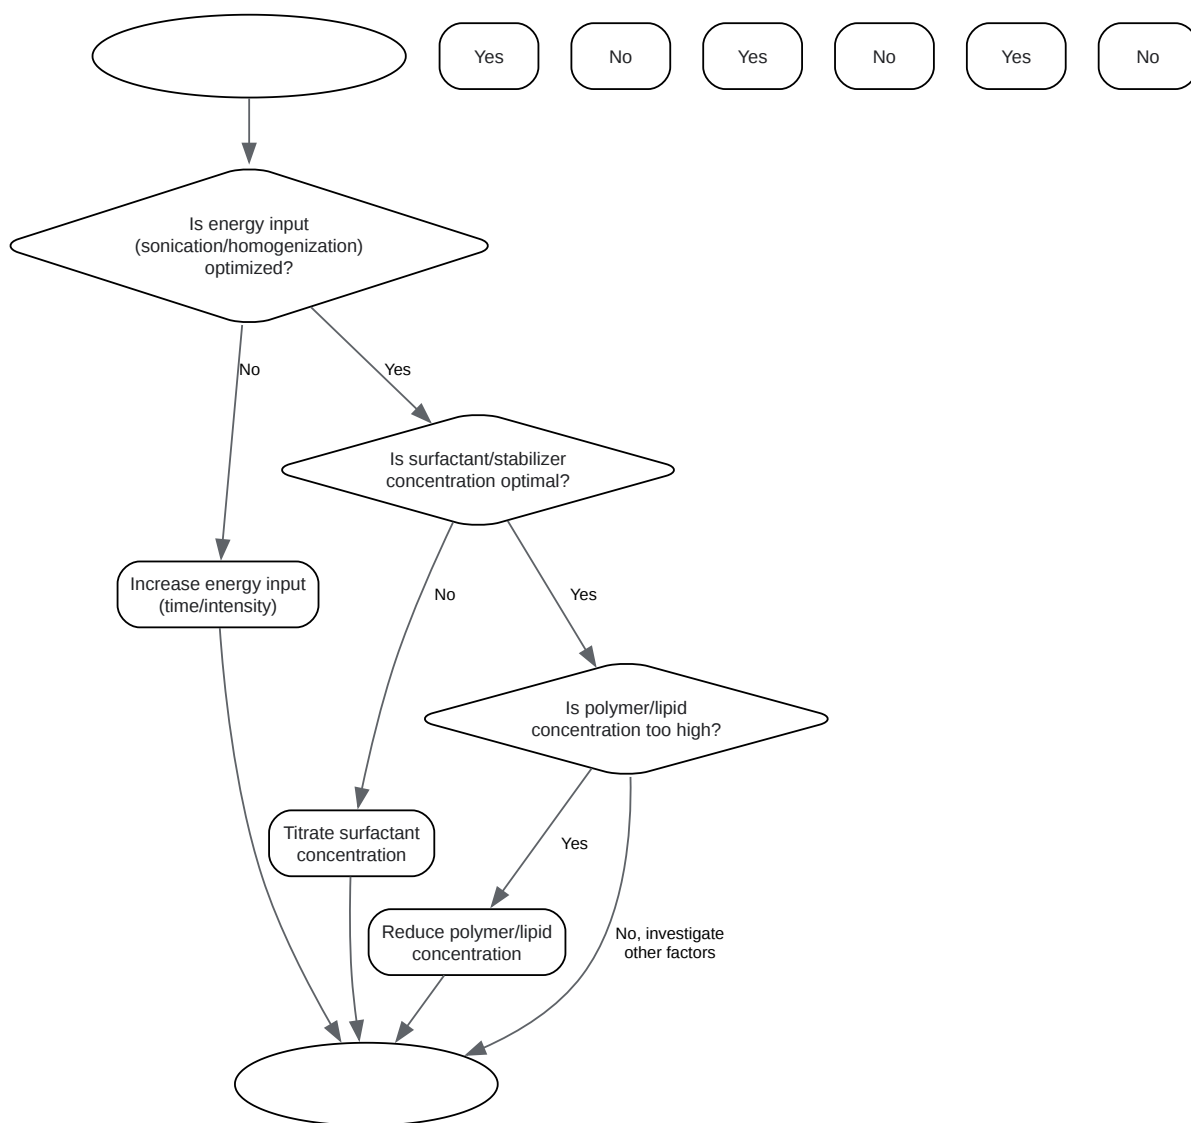 Yes
No
Yes
No
Yes
No
Is energy input
(sonication/homogenization)
optimized?
No
Yes
Is surfactant/stabilizer
concentration optimal?
Increase energy input
(time/intensity)
No
Yes
Is polymer/lipid
concentration too high?
Titrate surfactant
concentration
Yes
Reduce polymer/lipid
concentration
No, investigate
other factors